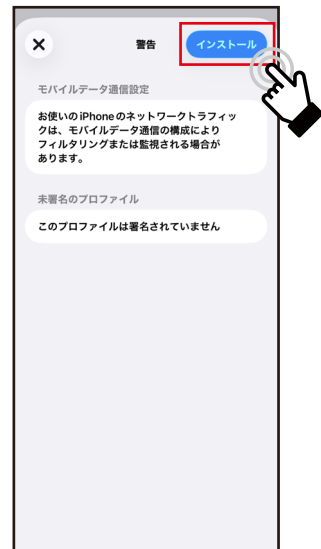 警告
インストール
モバイルデータ通信設定
お使いのiPhoneのネットワークトラフィッ
クは、モバイルデータ通信の構成により
フィルタリングまたは監視される場合が
あります。
未署名のプロファイル
このプロファイルは署名されていません